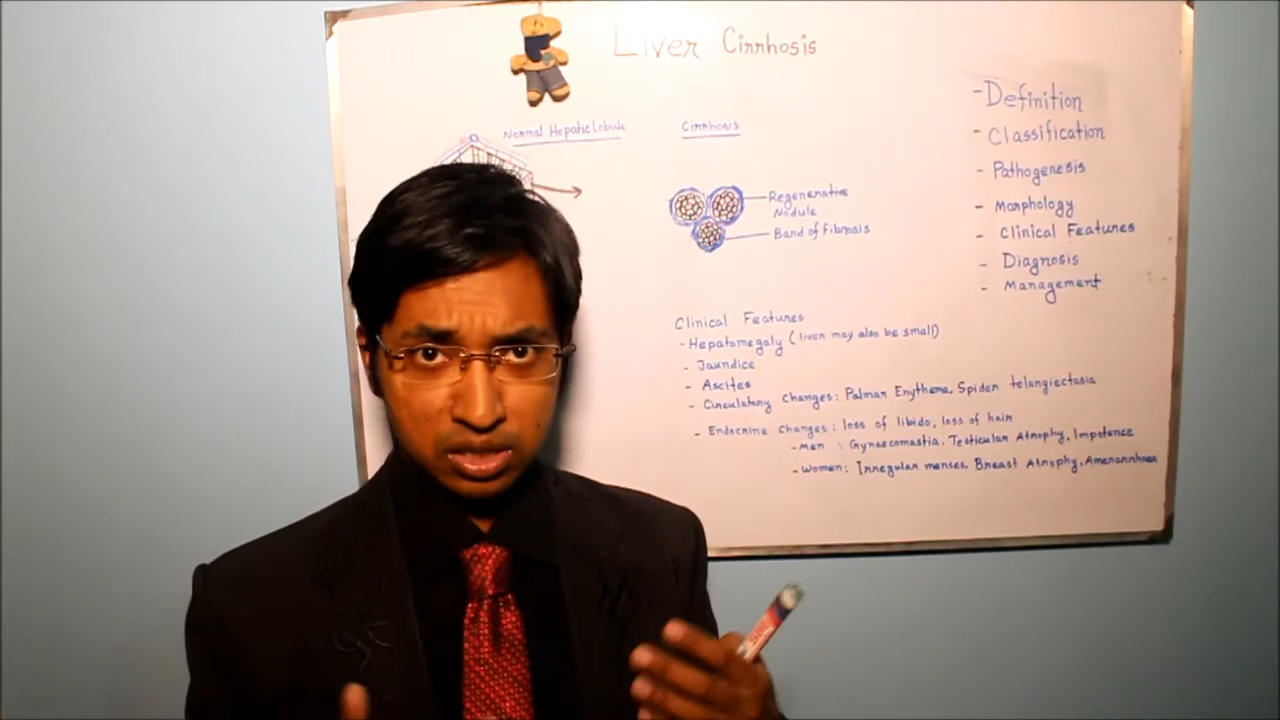 Liver Cirrhosis
Normal Hepatic Lobule
Cirrhosis
Regenerative
Nodule
Band of Fibrosis
- Definition
- Classification
- Pathogenesis
- Morphology
- Clinical Features
- Diagnosis
- Management
Clinical Features
- Hepatomegaly (liver may also be small)
- Jaundice
- Ascites
- Circulatory changes: Palmar Erythema, Spider telangiectasia
- Endocrine changes: loss of libido, loss of hair
- men : Gynaecomastia, Testicular Atrophy, Impotence
- women: Irregular menses, Breast Atrophy, Amenorrhoea